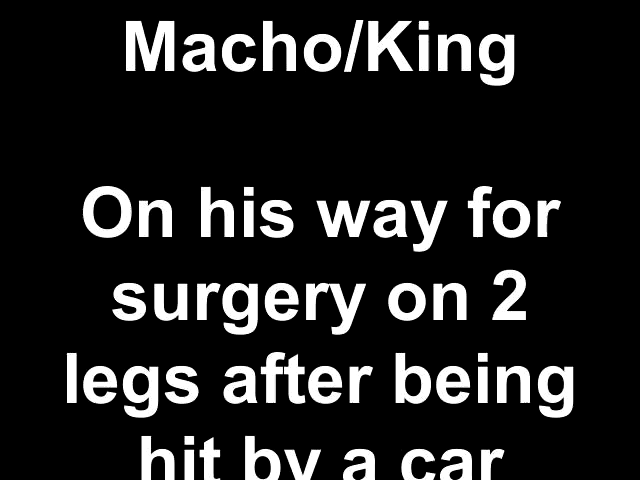 Macho/King
On his way for
surgery on 2
legs after being
hit by a car